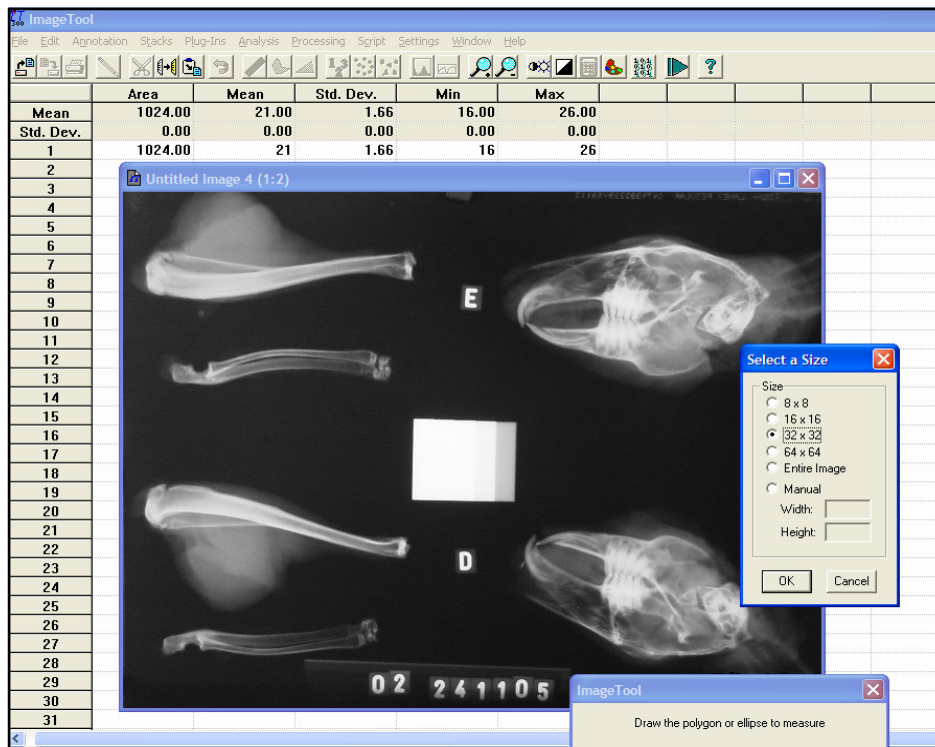 ImageTool
File Edit Annotation Stacks Plug-Ins Analysis Processing Script Settings Window Help
Area Mean Std. Dev. Min Max
Mean 1024.00 21.00 1.66 16.00 26.00
Std. Dev. 0.00 0.00 0.00 0.00 0.00
1 1024.00 21 1.66 16 26
2
Untitled Image 4 (1:2)
3
4
5
6
7
8
E
9
10
11
12
Select a Size
13
Size
8 x 8
14
16 x 16
15
32 x 32
16
64 x 64
17
Entire Image
18
Manual
19
Width:
20
Height:
21
22
D
23
OK Cancel
24
25
26
27
28
29
02 241105
ImageTool
30
31
Draw the polygon or ellipse to measure